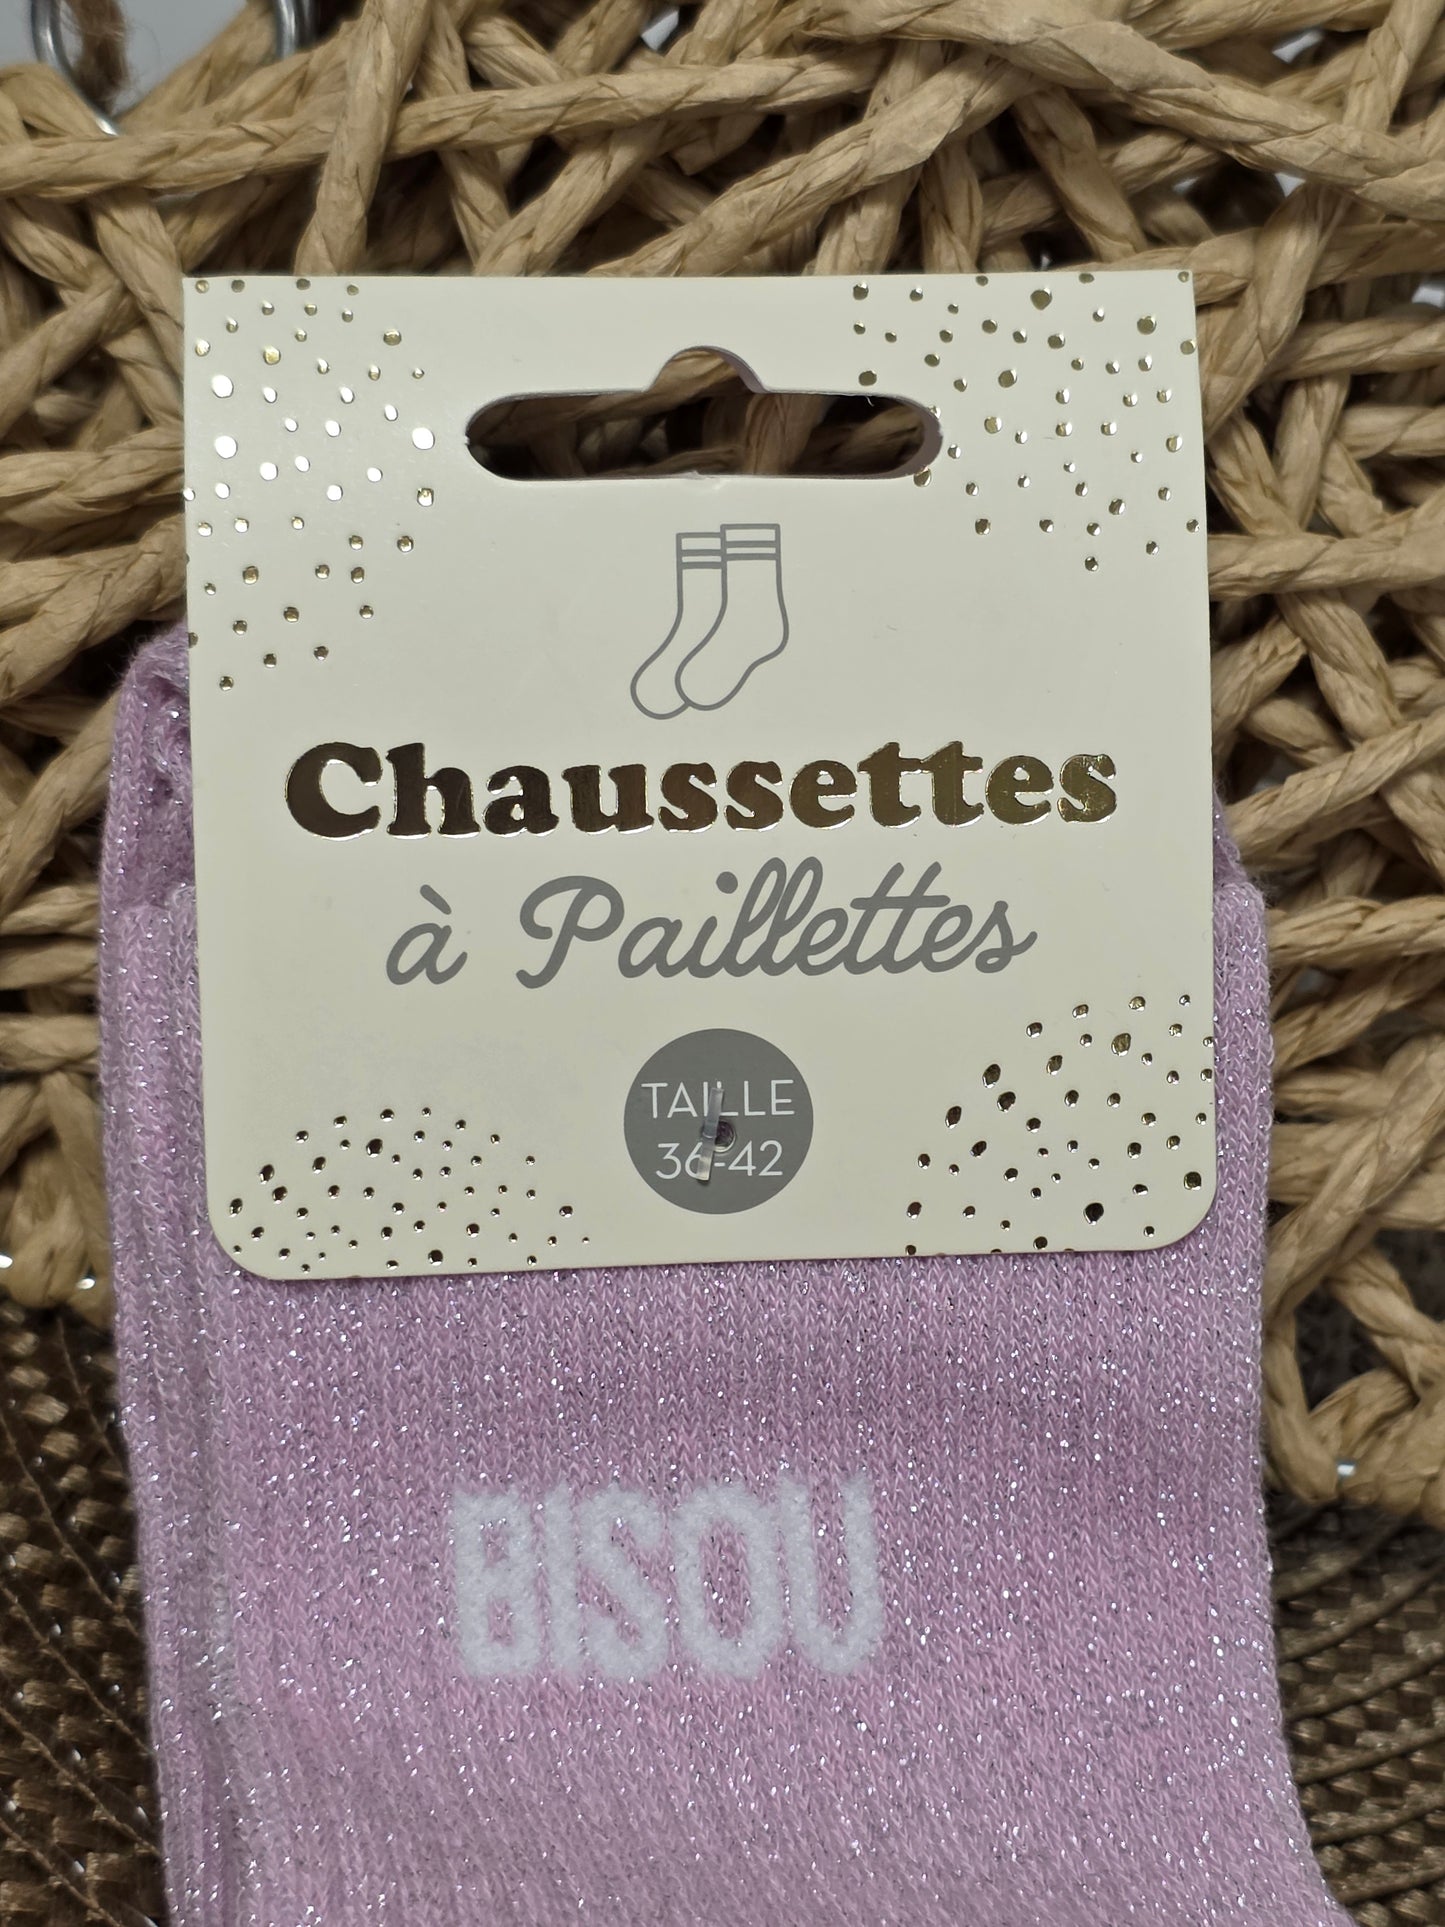 Chaussettes
à Paillettes
TAILLE
36-42
BISOU